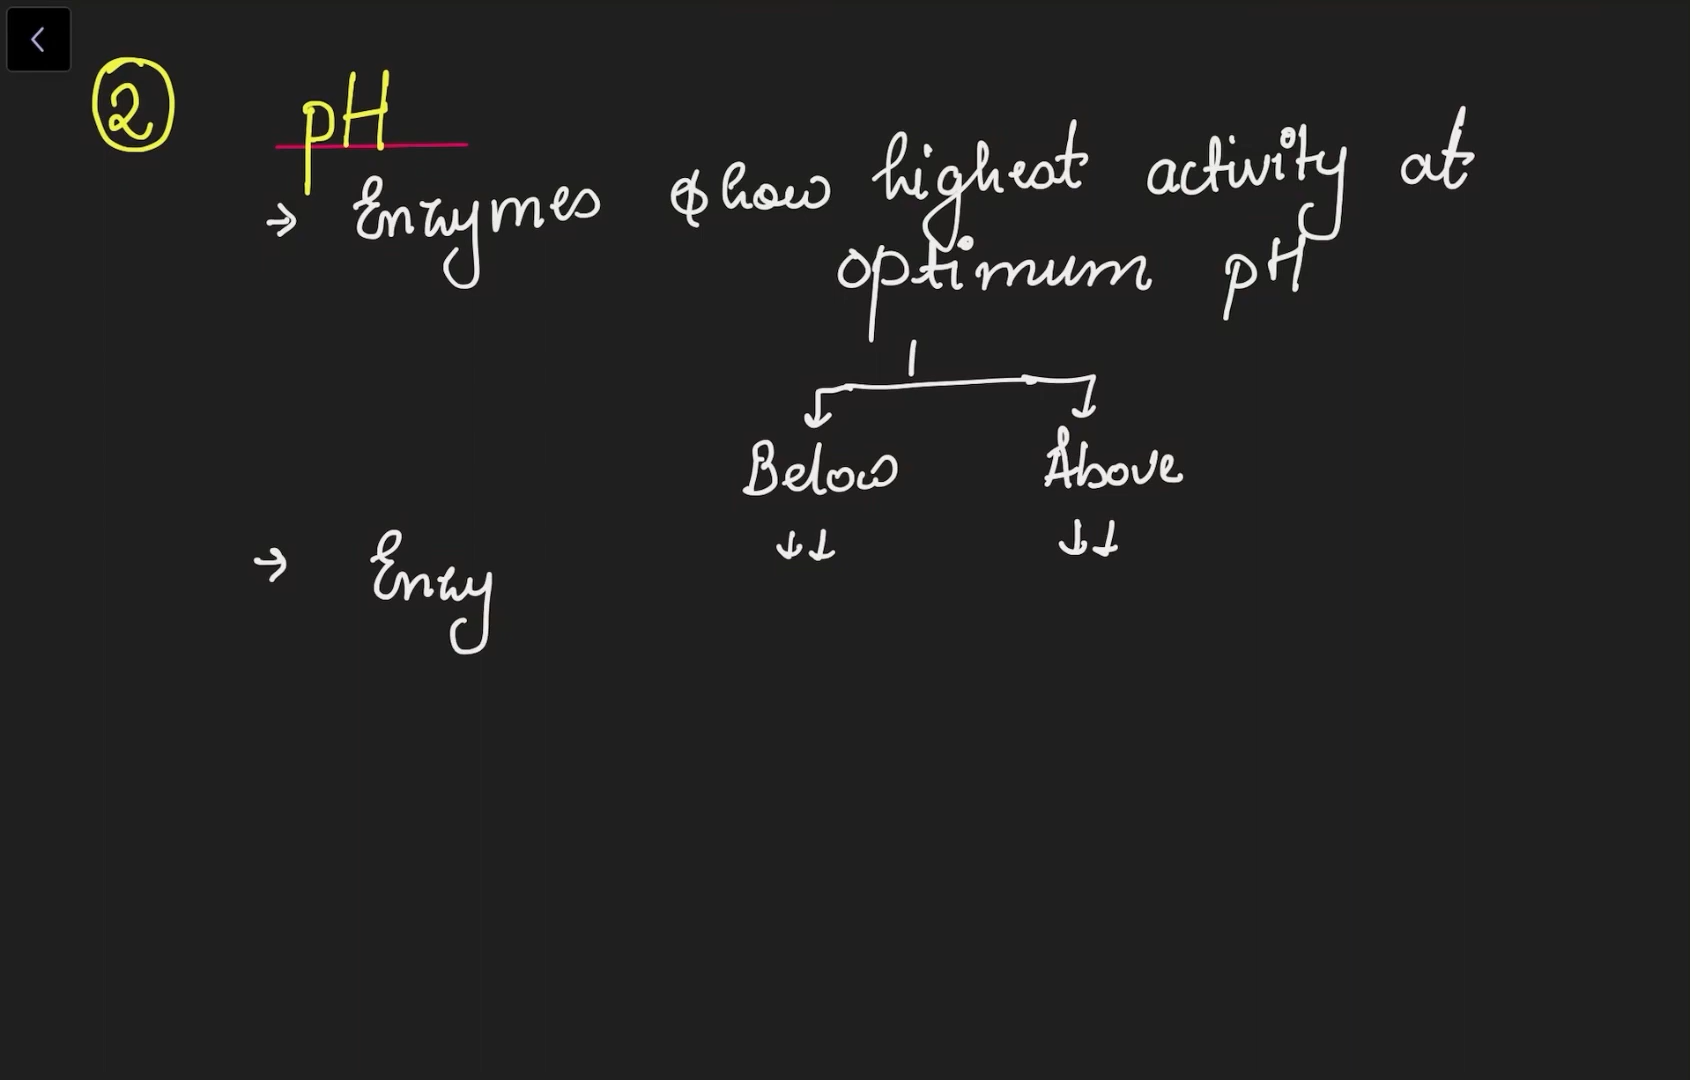 ② pH
→ Enzymes show highest activity at
optimum pH
Below Above
↓↓ ↓↓
→ Enzy